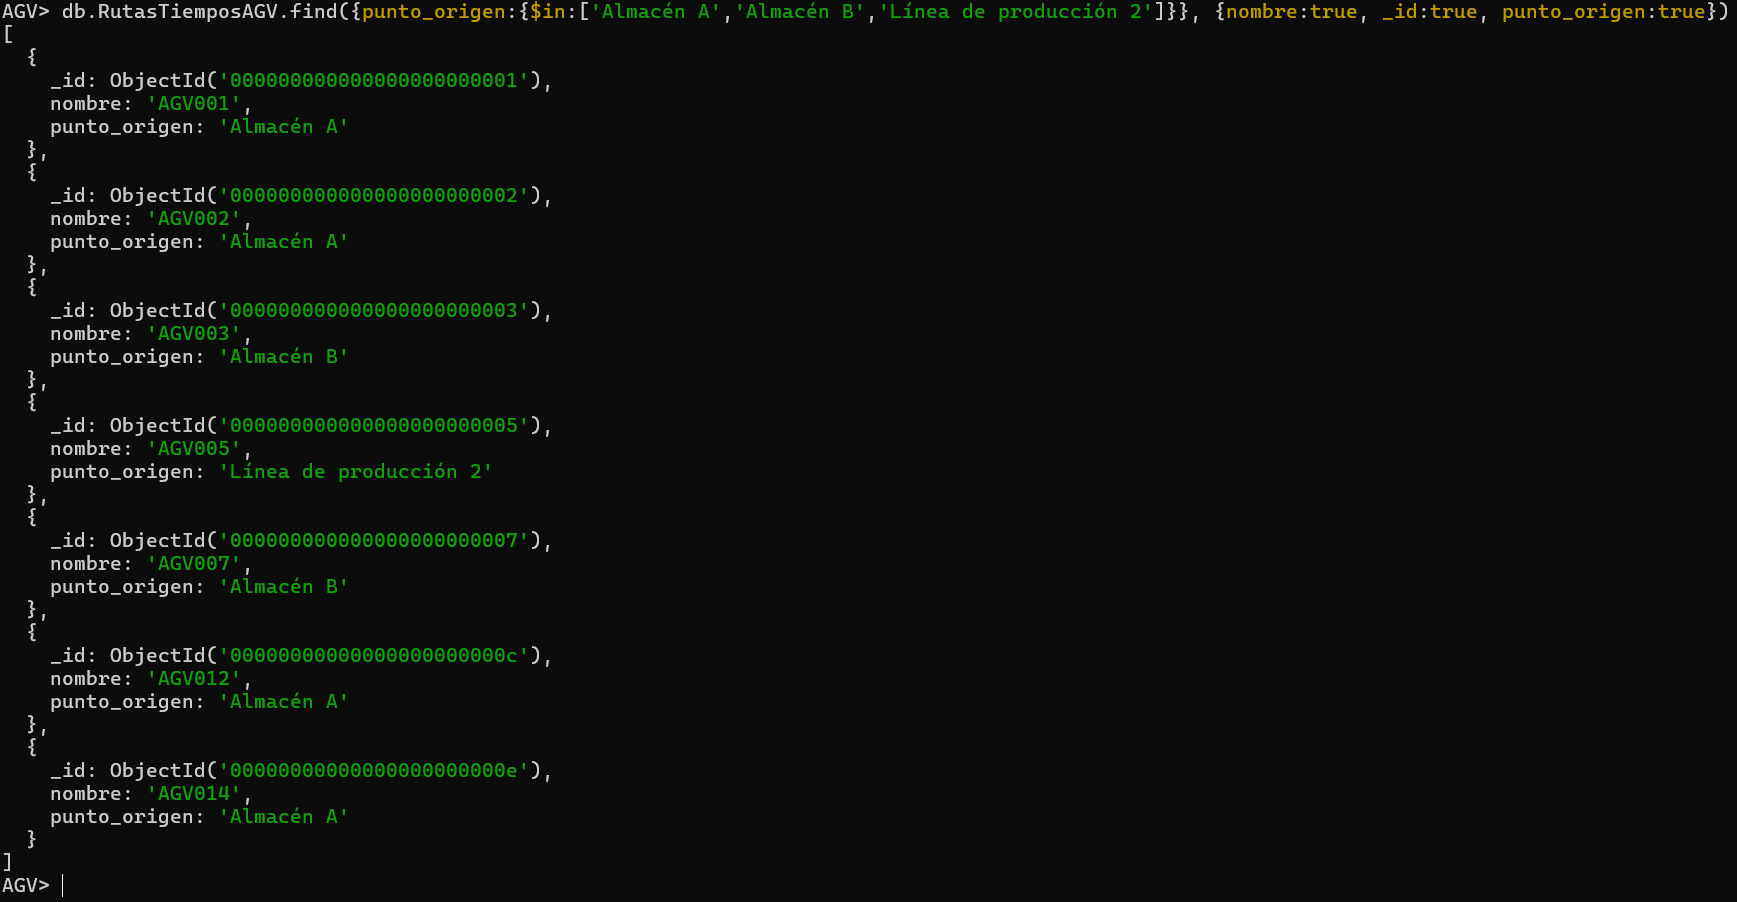 AGV> db.RutasTiemposAGV.find({punto_origen:{$in:['Almacén A','Almacén B','Línea de producción 2']}}, {nombre:true, _id:true, punto_origen:true})
[
  {
    _id: ObjectId('000000000000000000000001'),
    nombre: 'AGV001',
    punto_origen: 'Almacén A'
  },
  {
    _id: ObjectId('000000000000000000000002'),
    nombre: 'AGV002',
    punto_origen: 'Almacén A'
  },
  {
    _id: ObjectId('000000000000000000000003'),
    nombre: 'AGV003',
    punto_origen: 'Almacén B'
  },
  {
    _id: ObjectId('000000000000000000000005'),
    nombre: 'AGV005',
    punto_origen: 'Línea de producción 2'
  },
  {
    _id: ObjectId('000000000000000000000007'),
    nombre: 'AGV007',
    punto_origen: 'Almacén B'
  },
  {
    _id: ObjectId('00000000000000000000000c'),
    nombre: 'AGV012',
    punto_origen: 'Almacén A'
  },
  {
    _id: ObjectId('00000000000000000000000e'),
    nombre: 'AGV014',
    punto_origen: 'Almacén A'
  }
]
AGV>